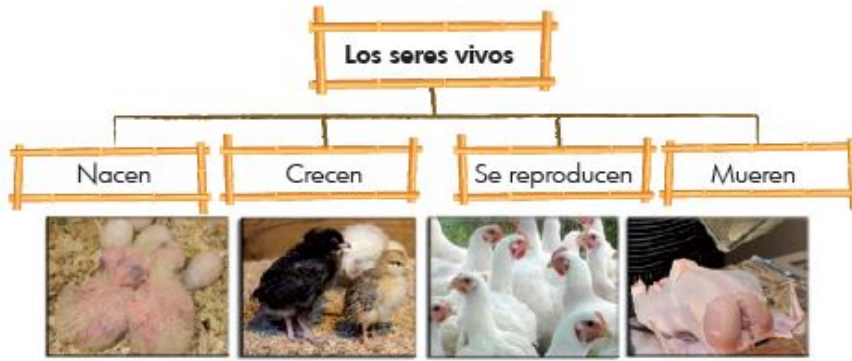 Los seres vivos
Nacen
Crecen
Se reproducen
Mueren